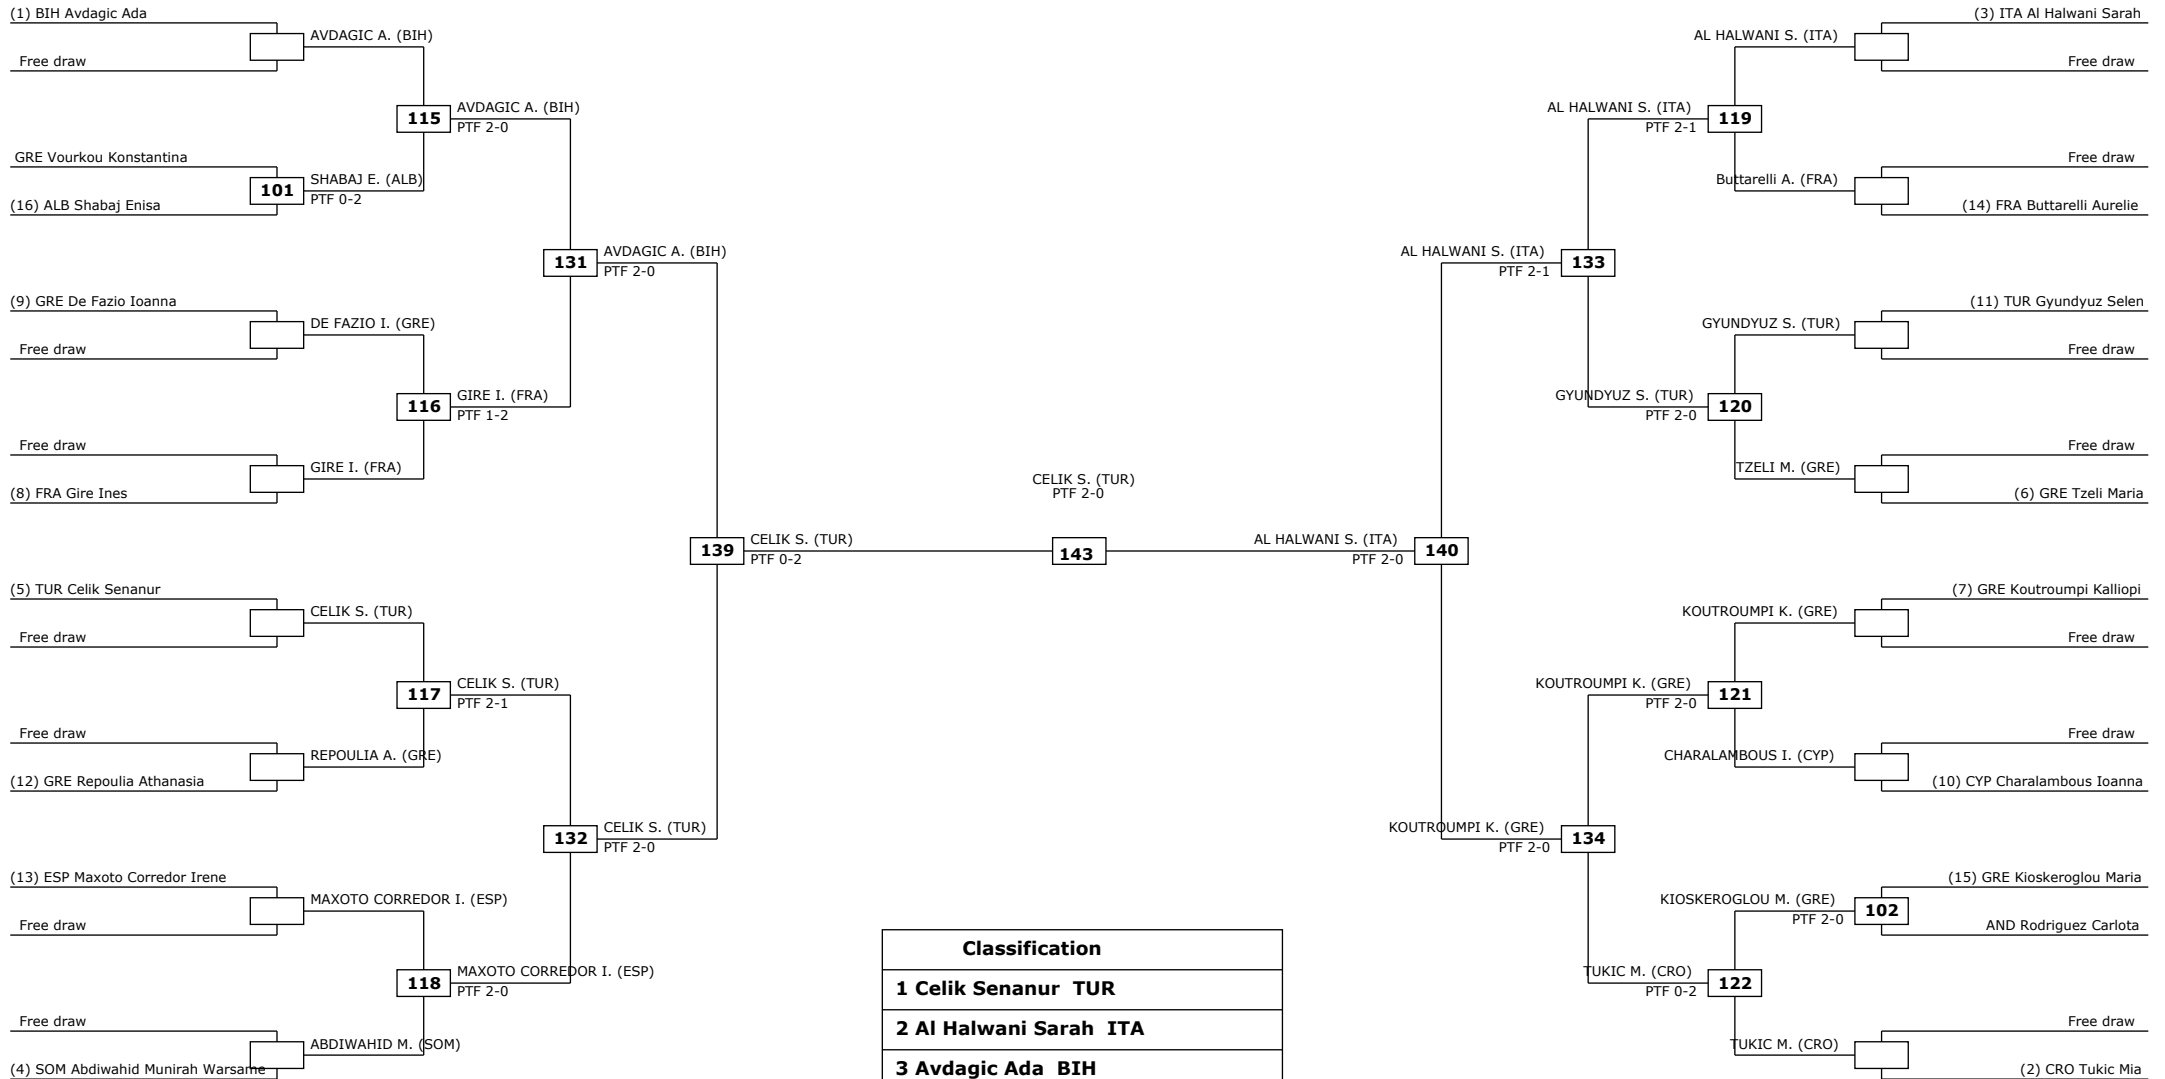 (1) BIH Avdagic Ada
AVDAGIC A. (BIH)
Free draw
115
AVDAGIC A. (BIH)
PTF 2-0
GRE Vourkou Konstantina
101
SHABAJ E. (ALB)
PTF 0-2
(16) ALB Shabaj Enisa
131
AVDAGIC A. (BIH)
PTF 2-0
(9) GRE De Fazio Ioanna
DE FAZIO I. (GRE)
Free draw
116
GIRE I. (FRA)
PTF 1-2
Free draw
GIRE I. (FRA)
(8) FRA Gire Ines
139
CELIK S. (TUR)
PTF 0-2
(5) TUR Celik Senanur
CELIK S. (TUR)
Free draw
117
CELIK S. (TUR)
PTF 2-1
Free draw
REPOULIA A. (GRE)
(12) GRE Repoulia Athanasia
132
CELIK S. (TUR)
PTF 2-0
(13) ESP Maxoto Corredor Irene
MAXOTO CORREDOR I. (ESP)
Free draw
118
MAXOTO CORREDOR I. (ESP)
PTF 2-0
Free draw
ABDIWAHID M. (SOM)
(4) SOM Abdiwahid Munirah Warsame
CELIK S. (TUR)
PTF 2-0
143
(3) ITA Al Halwani Sarah
AL HALWANI S. (ITA)
Free draw
AL HALWANI S. (ITA)
PTF 2-1
119
Free draw
Buttarelli A. (FRA)
(14) FRA Buttarelli Aurelie
AL HALWANI S. (ITA)
PTF 2-1
133
(11) TUR Gyundyuz Selen
GYUNDYUZ S. (TUR)
Free draw
GYUNDYUZ S. (TUR)
PTF 2-0
120
Free draw
TZELI M. (GRE)
(6) GRE Tzeli Maria
AL HALWANI S. (ITA)
PTF 2-0
140
(7) GRE Koutroumpi Kalliopi
KOUTROUMPI K. (GRE)
Free draw
KOUTROUMPI K. (GRE)
PTF 2-0
121
Free draw
CHARALAMBOUS I. (CYP)
(10) CYP Charalambous Ioanna
KOUTROUMPI K. (GRE)
PTF 2-0
134
(15) GRE Kioskeroglou Maria
KIOSKEROGLOU M. (GRE)
PTF 2-0
102
AND Rodriguez Carlota
TUKIC M. (CRO)
PTF 0-2
122
Free draw
TUKIC M. (CRO)
(2) CRO Tukic Mia
Classification
1 Celik Senanur TUR
2 Al Halwani Sarah ITA
3 Avdagic Ada BIH